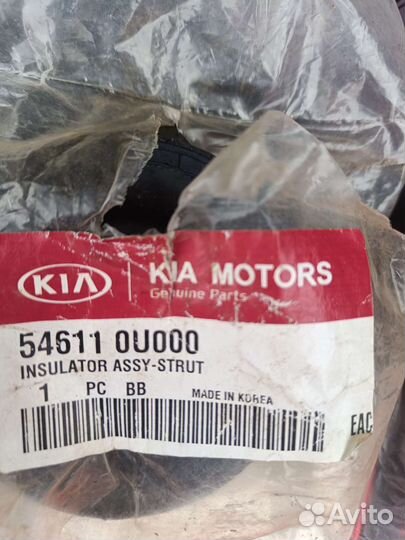 KIA
KIA MOTORS
Genuine Parts
54611 0U000
INSULATOR ASSY-STRUT
1 PC BB MADE IN KOREA
EAC
Avito